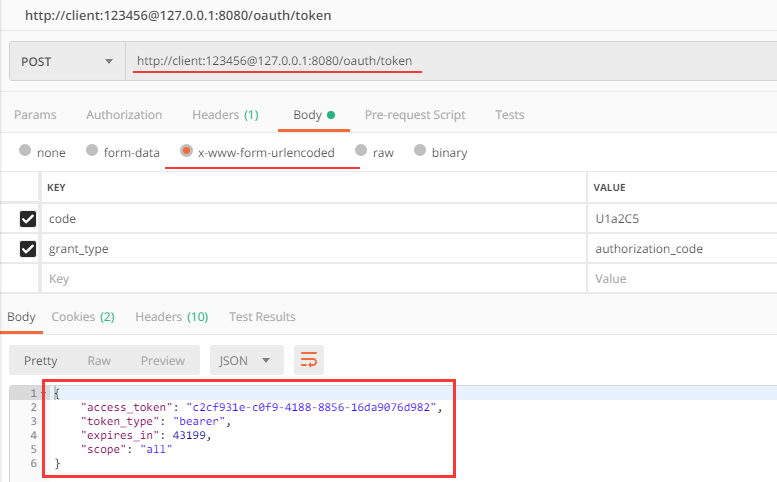 http://client:123456@127.0.0.1:8080/oauth/token
POST http://client:123456@127.0.0.1:8080/oauth/token
Params Authorization Headers (1) Body Pre-request Script Tests
none form-data x-www-form-urlencoded raw binary
KEY VALUE
code U1a2C5
grant_type authorization_code
Key Value
Body Cookies (2) Headers (10) Test Results
Pretty Raw Preview JSON
1 {
2 "access_token": "c2cf931e-c0f9-4188-8856-16da9076d982",
3 "token_type": "bearer",
4 "expires_in": 43199,
5 "scope": "all"
6 }